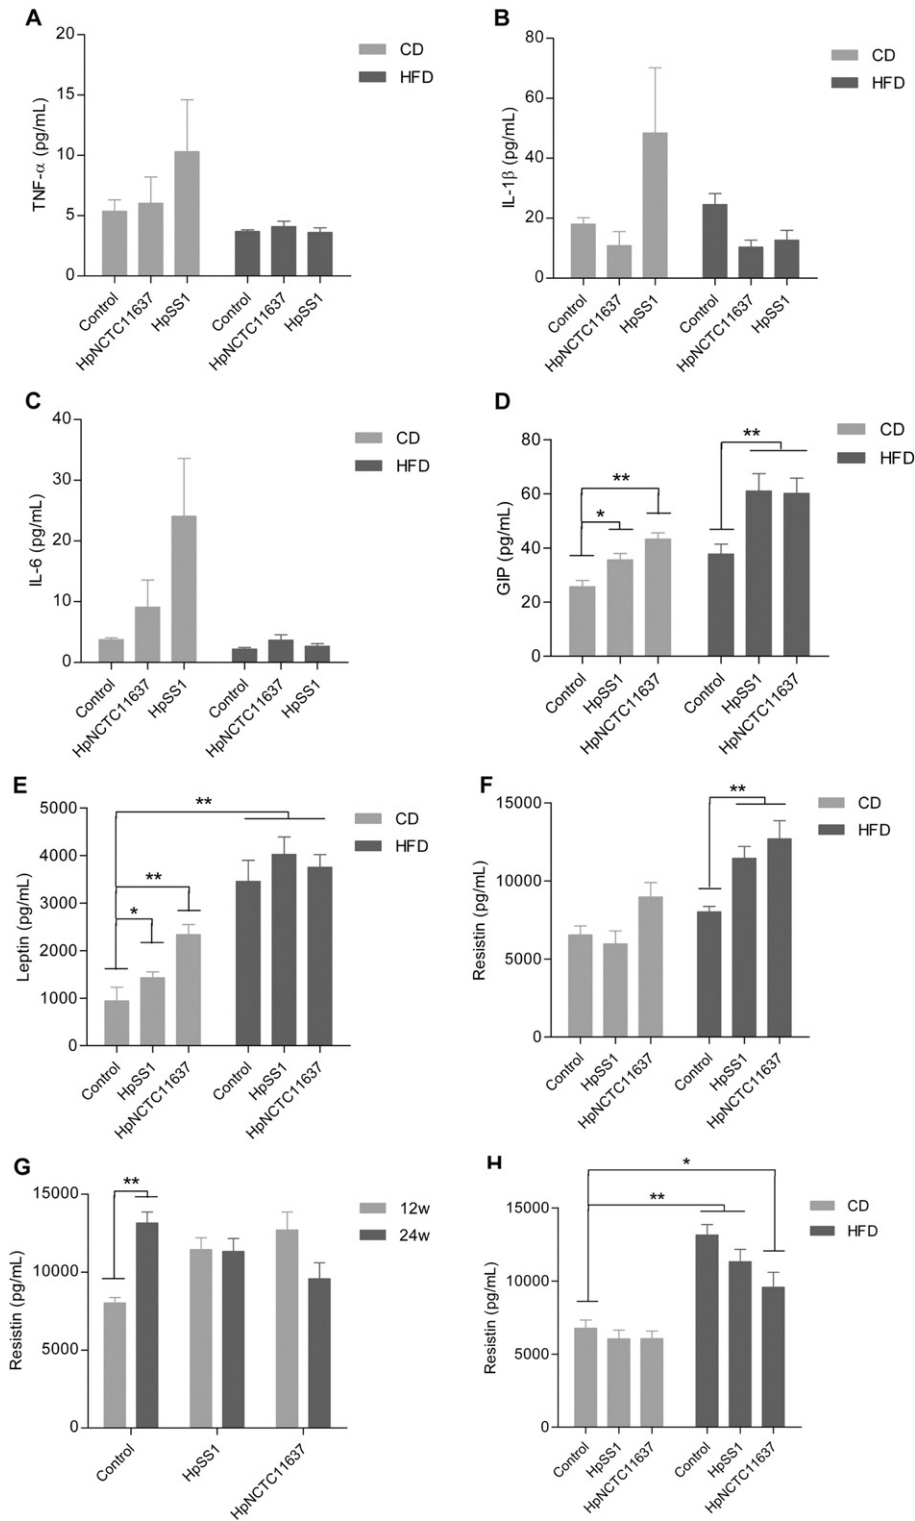 A
TNF-α (pg/mL)
20
15
10
5
0
Control
HpNCTC11637
HpSS1
Control
HpNCTC11637
HpSS1
CD
HFD
B
IL-1β (pg/mL)
80
60
40
20
0
Control
HpNCTC11637
HpSS1
Control
HpNCTC11637
HpSS1
CD
HFD
C
IL-6 (pg/mL)
40
30
20
10
0
Control
HpNCTC11637
HpSS1
Control
HpNCTC11637
HpSS1
CD
HFD
D
GIP (pg/mL)
80
60
40
20
0
**
*
**
Control
HpSS1
HpNCTC11637
Control
HpSS1
HpNCTC11637
CD
HFD
E
Leptin (pg/mL)
5000
4000
3000
2000
1000
0
**
**
*
Control
HpSS1
HpNCTC11637
Control
HpSS1
HpNCTC11637
CD
HFD
F
Resistin (pg/mL)
15000
10000
5000
0
**
Control
HpSS1
HpNCTC11637
Control
HpSS1
HpNCTC11637
CD
HFD
G
Resistin (pg/mL)
15000
10000
5000
0
**
Control
HpSS1
HpNCTC11637
12w
24w
H
Resistin (pg/mL)
15000
10000
5000
0
*
**
Control
HpSS1
HpNCTC11637
Control
HpSS1
HpNCTC11637
CD
HFD